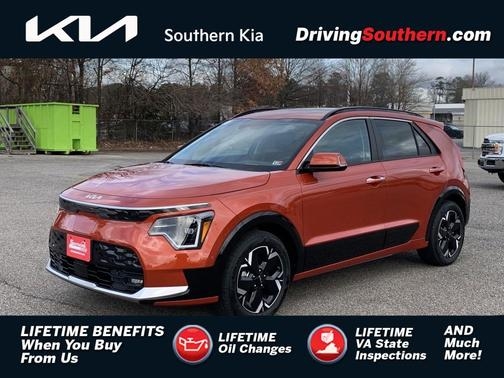 KIA
Southern Kia
DrivingSouthern.com
LIFETIME BENEFITS
When You Buy
From Us
LIFETIME
Oil Changes
LIFETIME
VA State
Inspections
AND
Much
More!